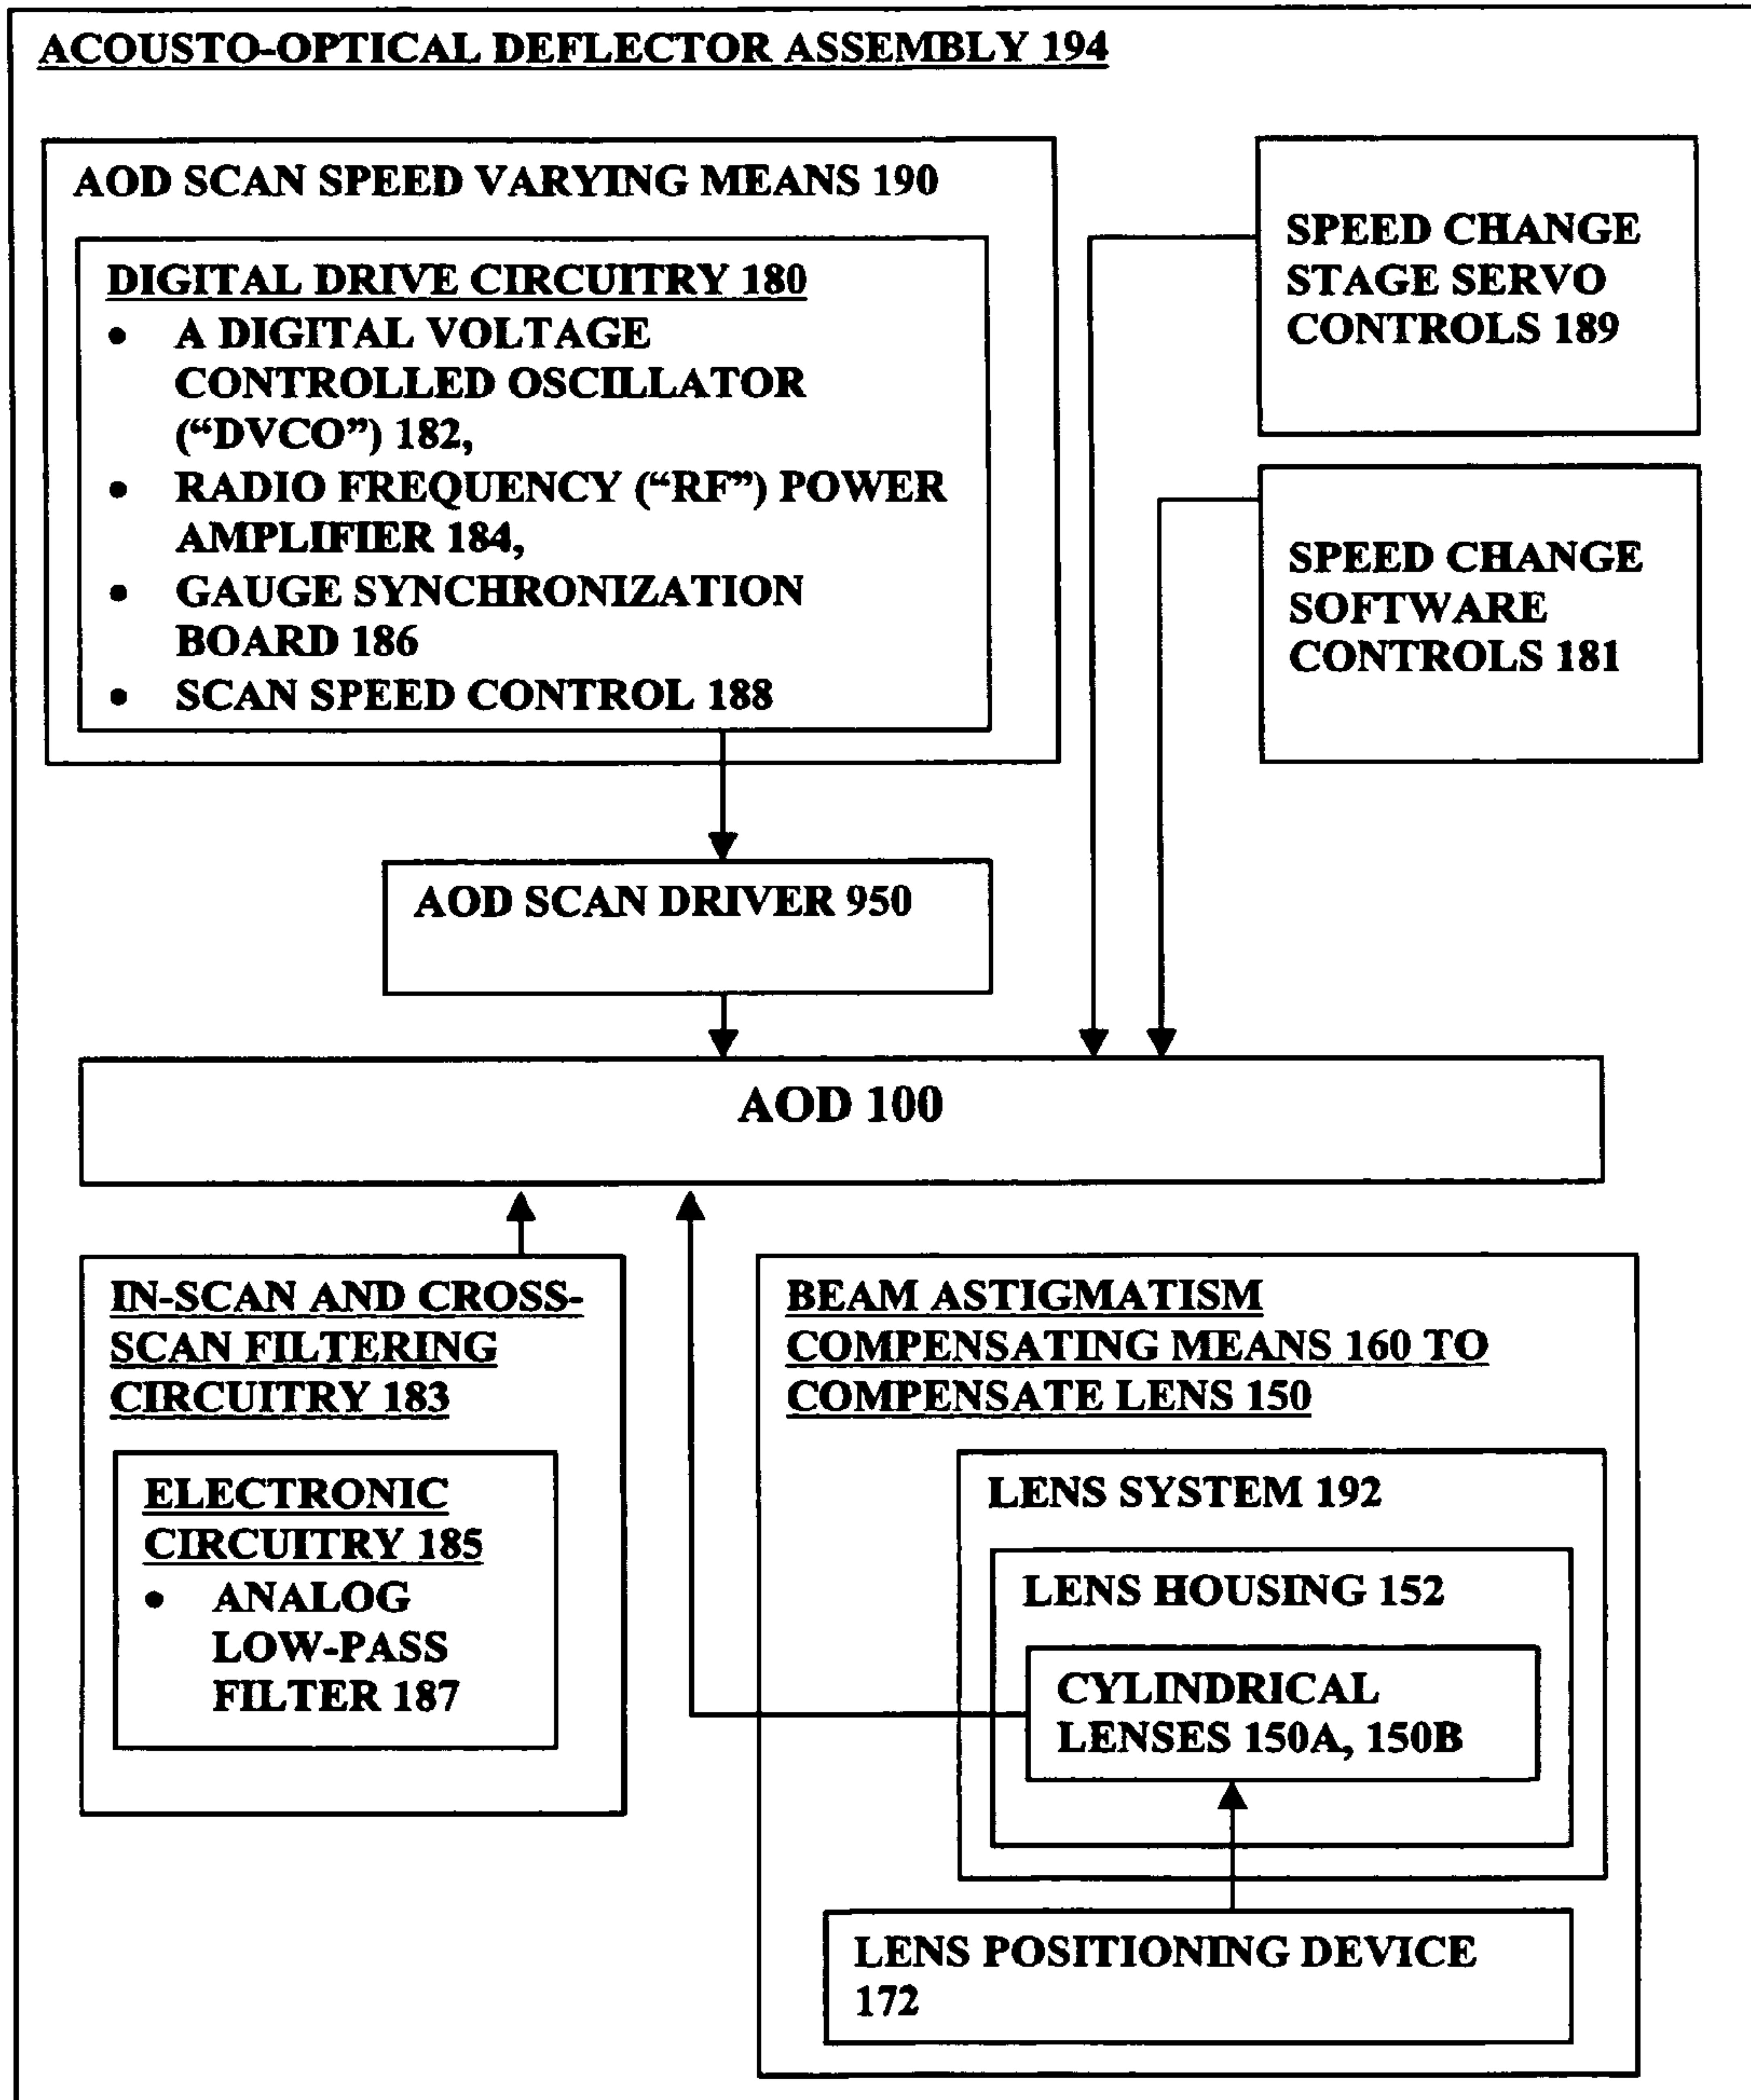 ACOUSTO-OPTICAL DEFLECTOR ASSEMBLY 194
AOD SCAN SPEED VARYING MEANS 190
DIGITAL DRIVE CIRCUITRY 180
• A DIGITAL VOLTAGE
CONTROLLED OSCILLATOR
(“DVCO”) 182,
• RADIO FREQUENCY (“RF”) POWER
AMPLIFIER 184,
• GAUGE SYNCHRONIZATION
BOARD 186
• SCAN SPEED CONTROL 188
SPEED CHANGE
STAGE SERVO
CONTROLS 189
SPEED CHANGE
SOFTWARE
CONTROLS 181
AOD SCAN DRIVER 950
AOD 100
IN-SCAN AND CROSS-
SCAN FILTERING
CIRCUITRY 183
ELECTRONIC
CIRCUITRY 185
• ANALOG
LOW-PASS
FILTER 187
BEAM ASTIGMATISM
COMPENSATING MEANS 160 TO
COMPENSATE LENS 150
LENS SYSTEM 192
LENS HOUSING 152
CYLINDRICAL
LENSES 150A, 150B
LENS POSITIONING DEVICE
172